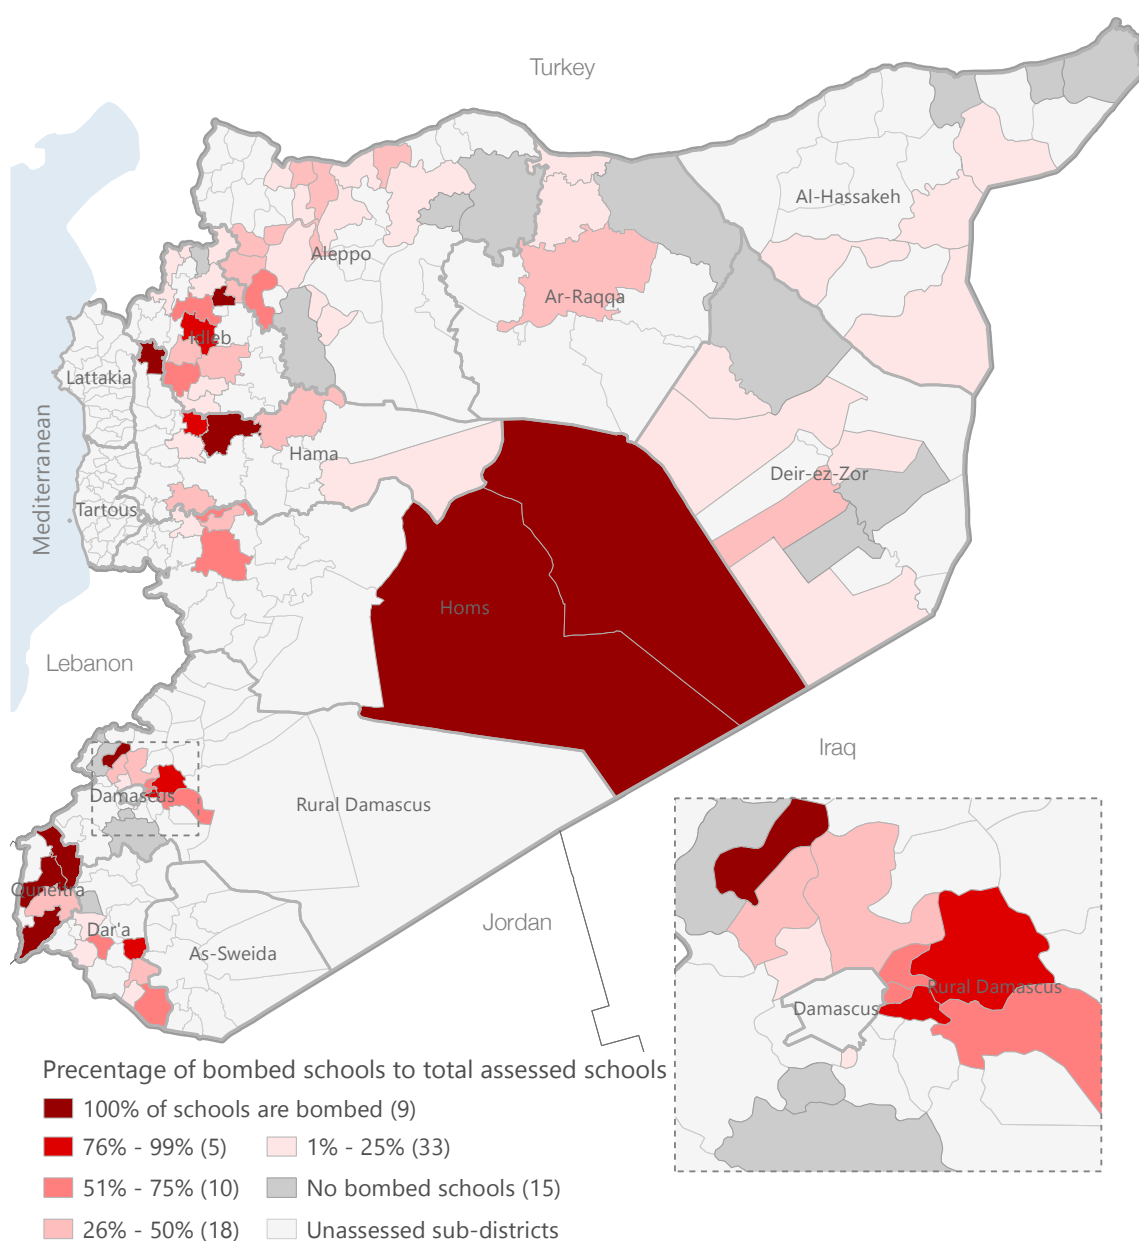 Turkey
Al-Hassakeh
Aleppo
Ar-Raqqa
Idleb
Lattakia
Mediterranean
Hama
Deir-ez-Zor
Tartous
Homs
Lebanon
Iraq
Damascus
Rural Damascus
Quneitra
Jordan
Dar'a
As-Sweida
Rural Damascus
Damascus
Precentage of bombed schools to total assessed schools
100% of schools are bombed (9)
76% - 99% (5)
1% - 25% (33)
51% - 75% (10)
No bombed schools (15)
26% - 50% (18)
Unassessed sub-districts